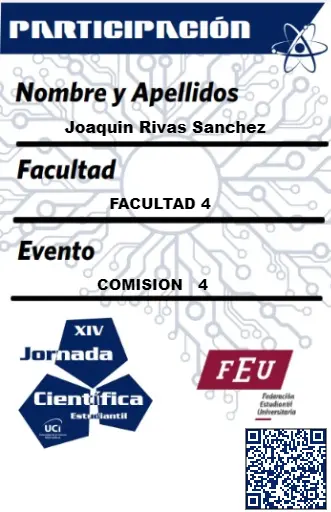 PARTICIPACIÓN
Nombre y Apellidos
Joaquin Rivas Sanchez
Facultad
FACULTAD 4
Evento
COMISION 4
XIV
Jornada
Científica
Estudiantil
UCi
FEU
Federación
Estudiantil
Universitaria